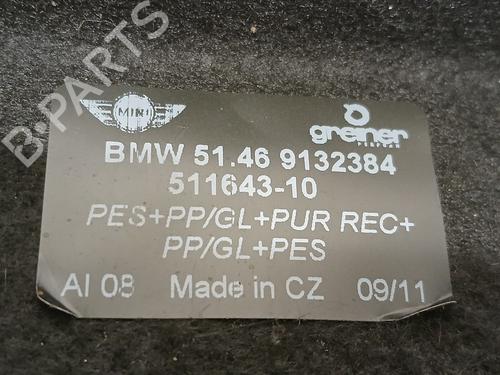 MINI
greiner
BMW 51.46 9132384
511643-10
PES+PP/GL+PUR REC+
PP/GL+PES
AI 08 Made in CZ 09/11
B-PARTS